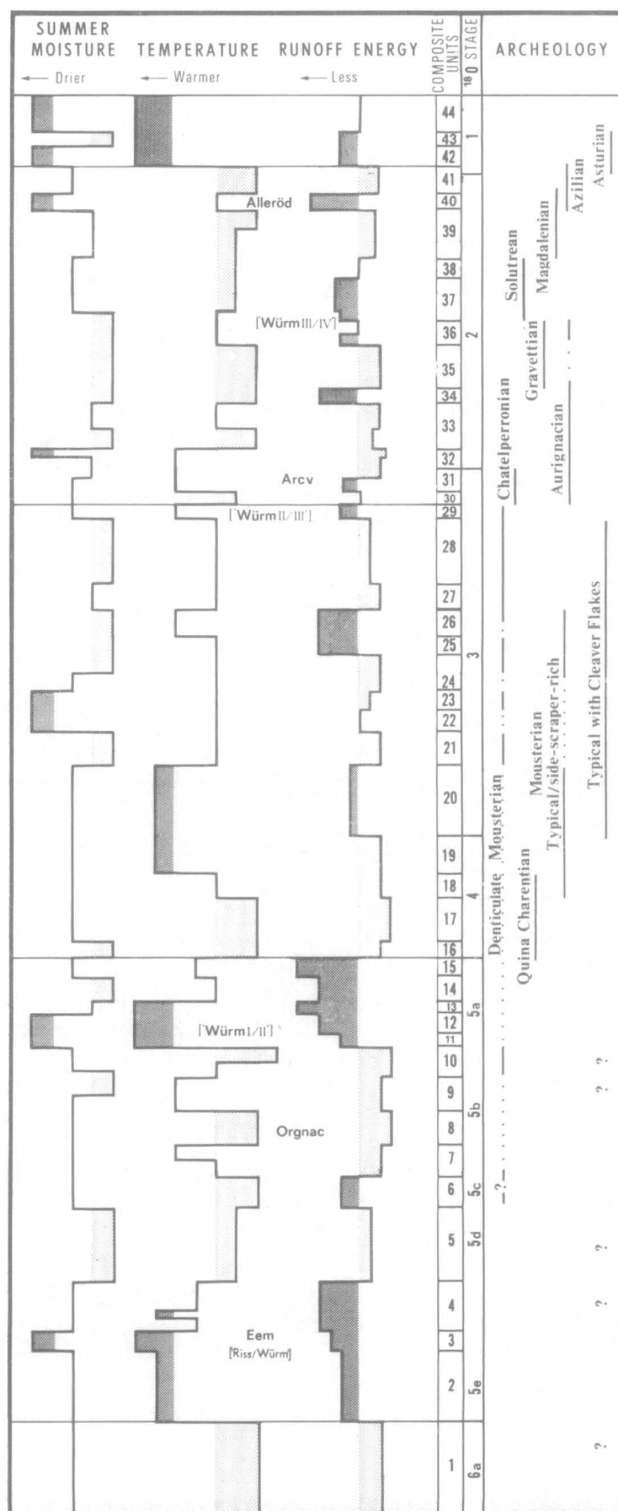 SUMMER MOISTURE
← Drier
TEMPERATURE
← Warmer
RUNOFF ENERGY
← Less
COMPOSITE UNITS
18O STAGE
ARCHEOLOGY
44
43
42
41
40
39
38
37
36
35
34
33
32
31
30
29
28
27
26
25
24
23
22
21
20
19
18
17
16
15
14
13
12
11
10
9
8
7
6
5
4
3
2
1
1
2
3
4
5a
5b
5c
5d
5e
6a
Alleröd
['Würm III/IV']
Arcy
['Würm II/III']
['Würm I/II']
Orgnac
Eem
[Riss/Würm]
Asturian
Azilian
Magdalenian
Solutrean
Gravettian
Chatelperronian
Aurignacian
Denticulate Mousterian
Quina Charentian
Mousterian
Typical/side-scraper-rich
Typical with Cleaver Flakes
?
?
?
?
?
?